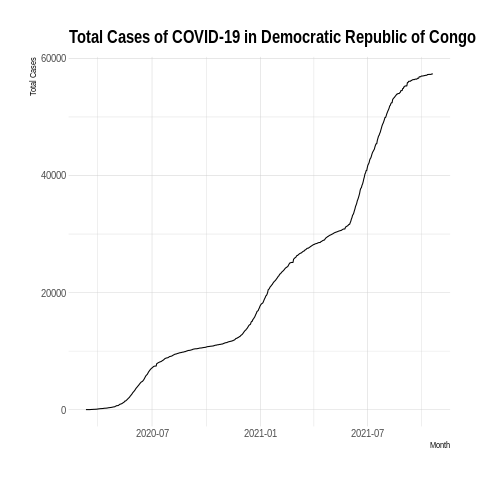 Total Cases of COVID-19 in Democratic Republic of Congo
Total Cases
60000
40000
20000
0
2020-07 2021-01 2021-07
Month